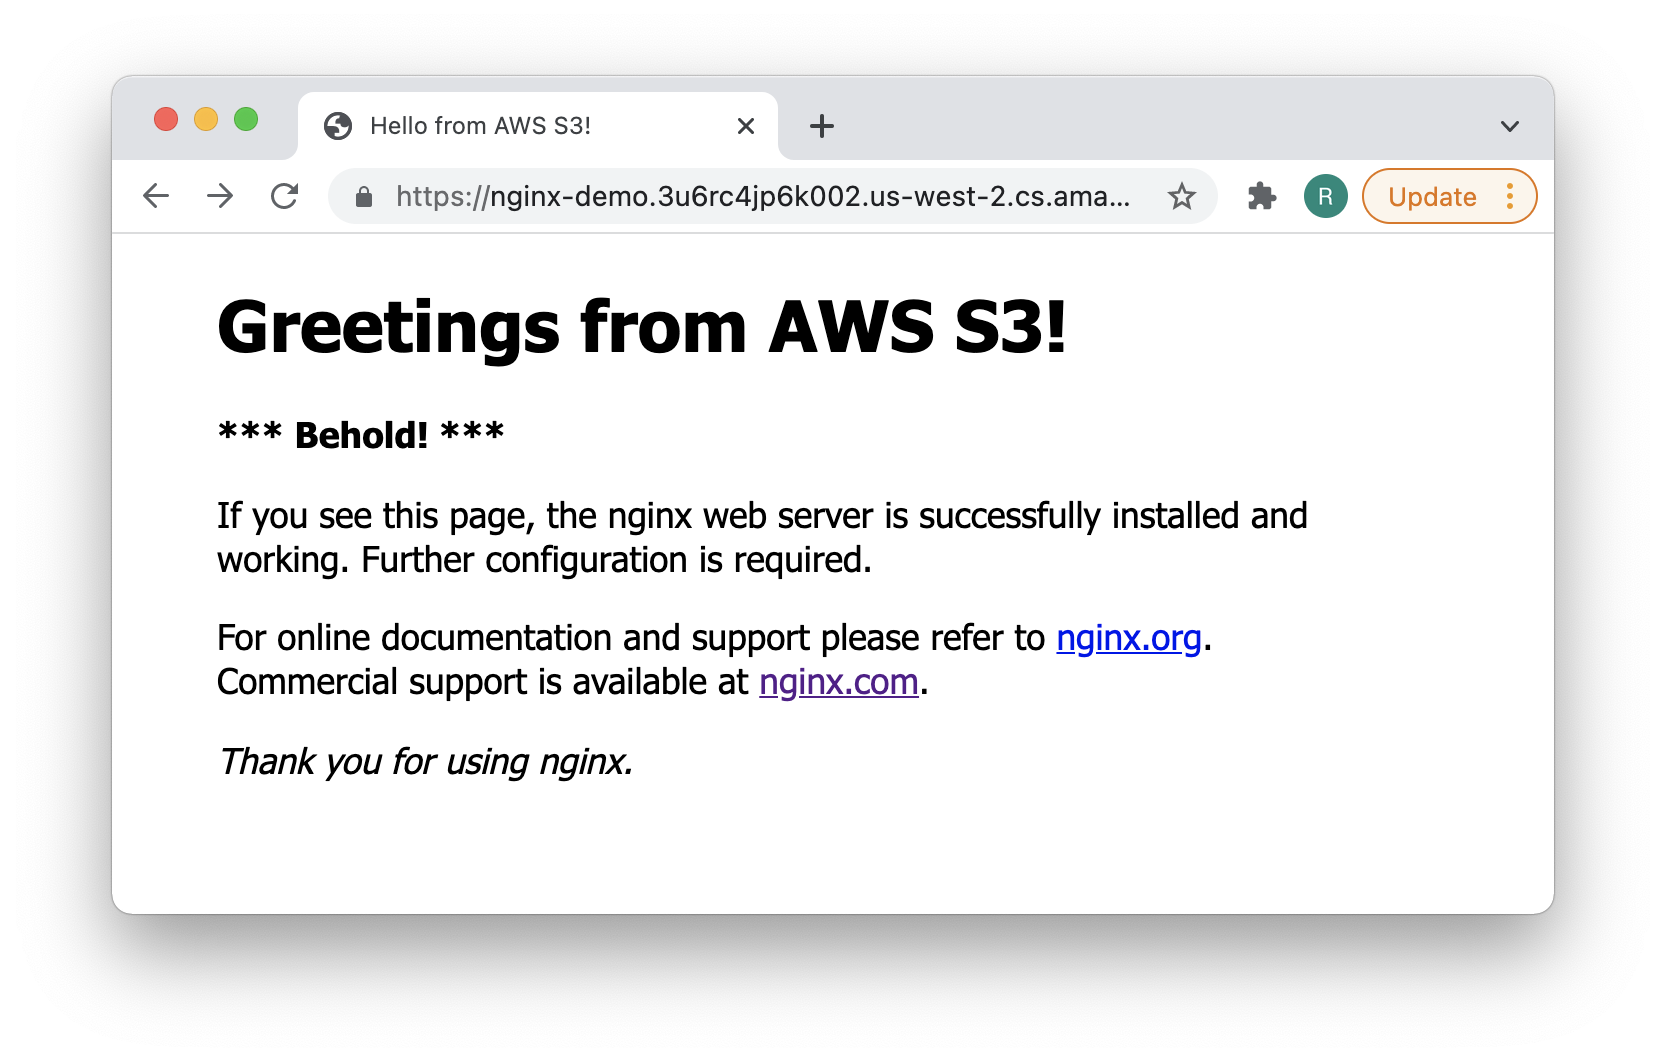 Hello from AWS S3!
https://nginx-demo.3u6rc4jp6k002.us-west-2.cs.ama...
R
Update
Greetings from AWS S3!
*** Behold! ***
If you see this page, the nginx web server is successfully installed and
working. Further configuration is required.
For online documentation and support please refer to nginx.org.
Commercial support is available at nginx.com.
Thank you for using nginx.